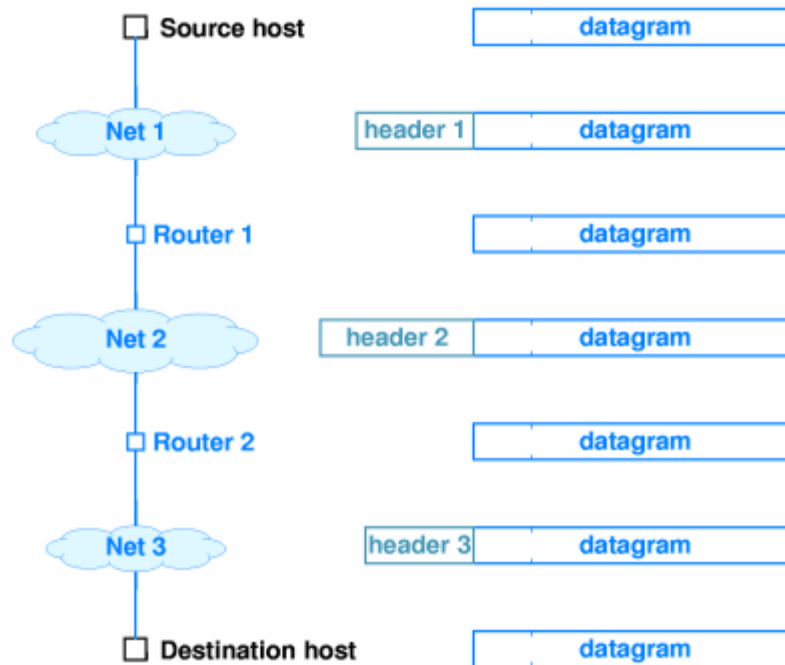 Source host datagram
Net 1 header 1 datagram
Router 1 datagram
Net 2 header 2 datagram
Router 2 datagram
Net 3 header 3 datagram
Destination host datagram